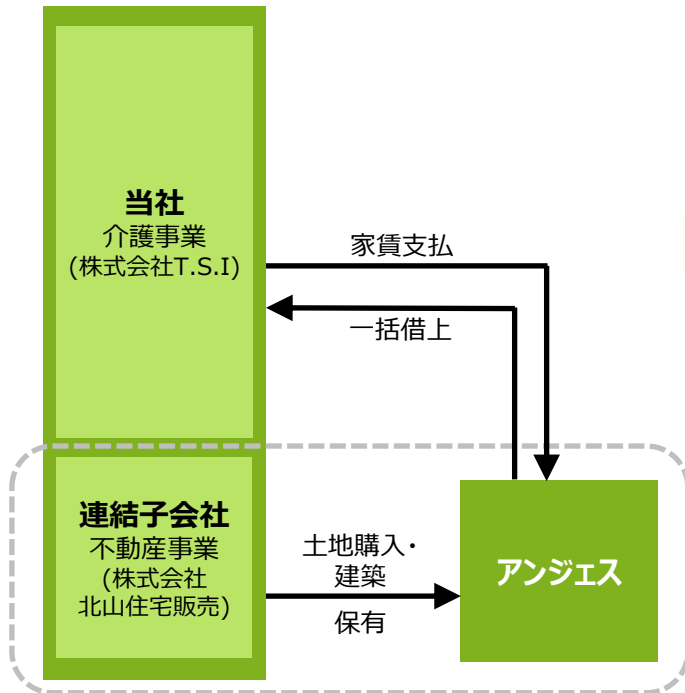 当社
介護事業
(株式会社T.S.I)
家賃支払
一括借上
連結子会社
不動産事業
(株式会社
北山住宅販売)
土地購入・
建築
保有
アンジェス